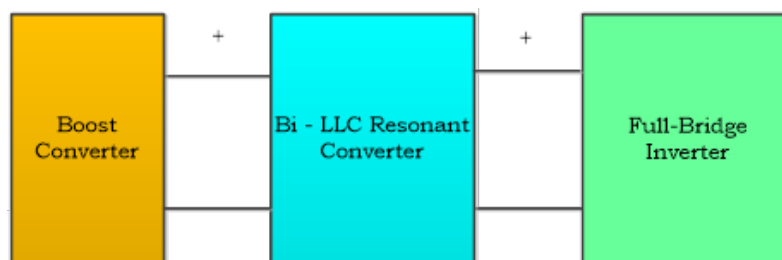 +
+
Boost
Converter
Bi - LLC Resonant
Converter
Full-Bridge
Inverter